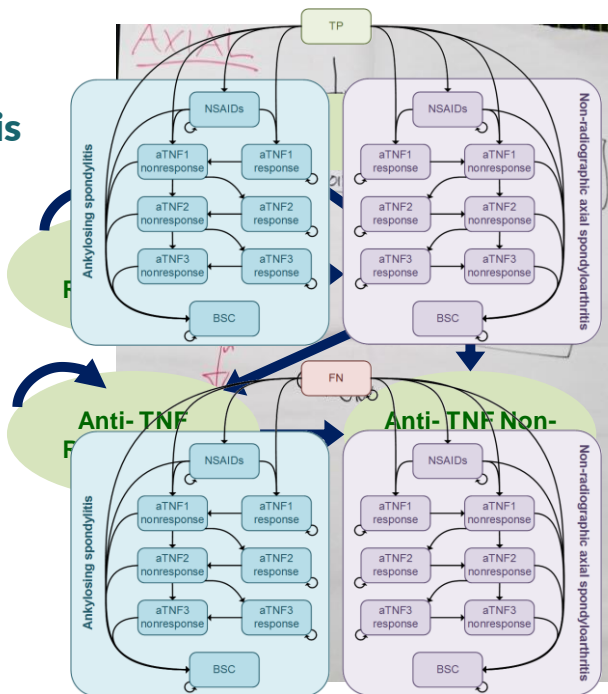 TP
AXIAL
is
Ankylosing spondylitis
NSAIDs
aTNF1
nonresponse
aTNF1
response
aTNF2
nonresponse
aTNF2
response
aTNF3
nonresponse
aTNF3
response
BSC
Non-radiographic axial spondyloarthritis
NSAIDs
aTNF1
response
aTNF1
nonresponse
aTNF2
response
aTNF2
nonresponse
aTNF3
response
aTNF3
nonresponse
BSC
FN
Anti- TNF
Anti- TNF Non-
Ankylosing spondylitis
NSAIDs
aTNF1
nonresponse
aTNF1
response
aTNF2
nonresponse
aTNF2
response
aTNF3
nonresponse
aTNF3
response
BSC
Non-radiographic axial spondyloarthritis
NSAIDs
aTNF1
response
aTNF1
nonresponse
aTNF2
response
aTNF2
nonresponse
aTNF3
response
aTNF3
nonresponse
BSC